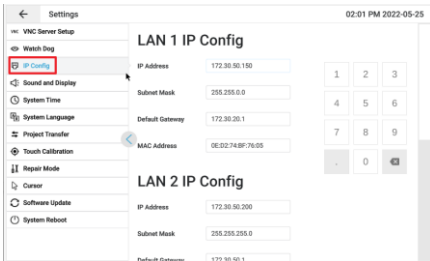 Settings
02:01 PM 2022-05-25
VNC VNC Server Setup
Watch Dog
IP Config
Sound and Display
System Time
System Language
Project Transfer
Touch Calibration
Repair Mode
Cursor
Software Update
System Reboot
LAN 1 IP Config
IP Address 172.30.50.150
Subnet Mask 255.255.0.0
Default Gateway 172.30.20.1
MAC Address 0E:D2:74:BF:76:05
1 2 3
4 5 6
7 8 9
. 0
LAN 2 IP Config
IP Address 172.30.50.200
Subnet Mask 255.255.255.0
Default Gateway 172.30.50.1